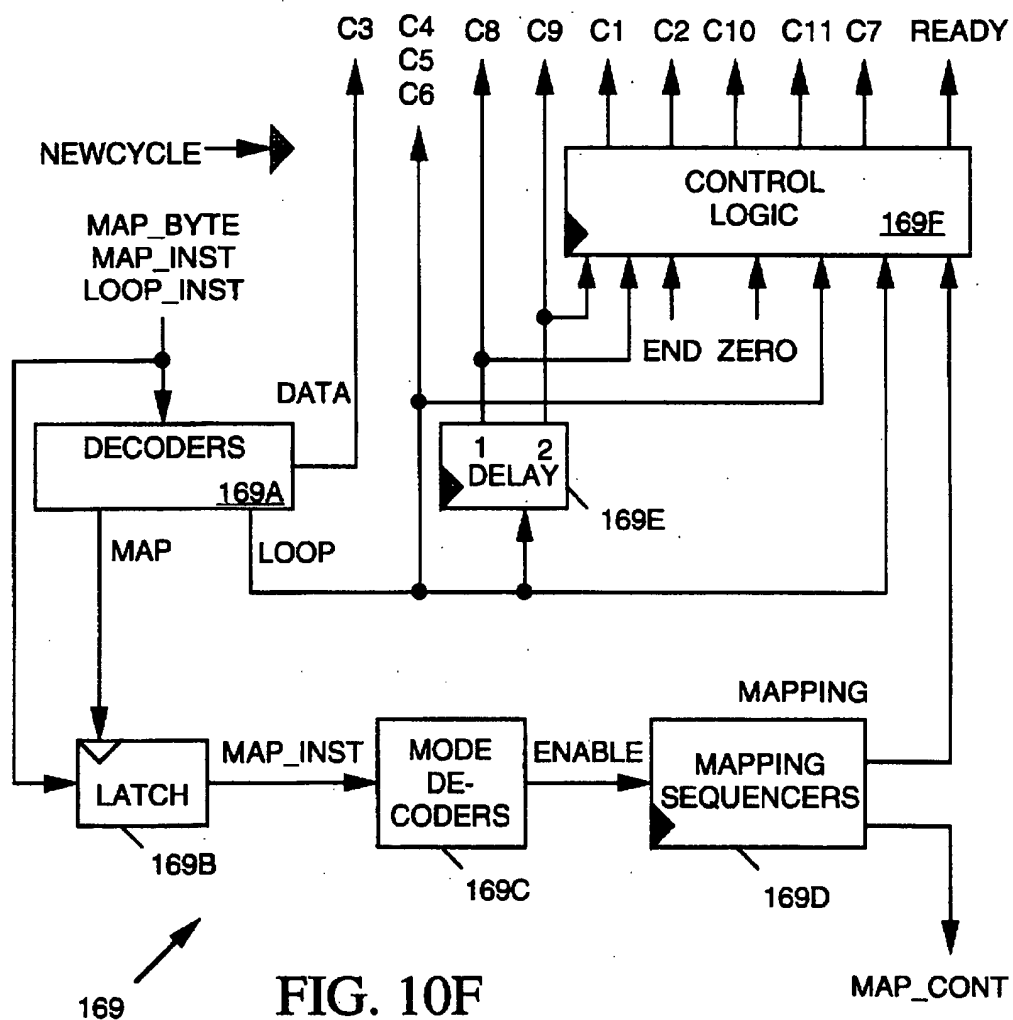 C3
C4
C5
C6
C8
C9
C1
C2
C10
C11
C7
READY
NEWCYCLE
MAP_BYTE
MAP_INST
LOOP_INST
CONTROL
LOGIC
169F
END
ZERO
DATA
DECODERS
169A
1
2
DELAY
169E
MAP
LOOP
MAPPING
LATCH
169B
MAP_INST
MODE
DE-
CODERS
169C
ENABLE
MAPPING
SEQUENCERS
169D
MAP_CONT
169
FIG. 10F